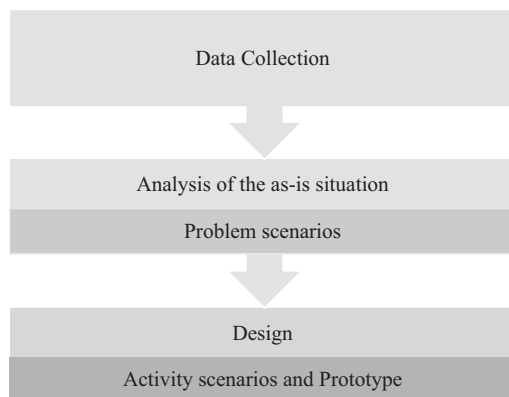 Data Collection
Analysis of the as-is situation
Problem scenarios
Design
Activity scenarios and Prototype